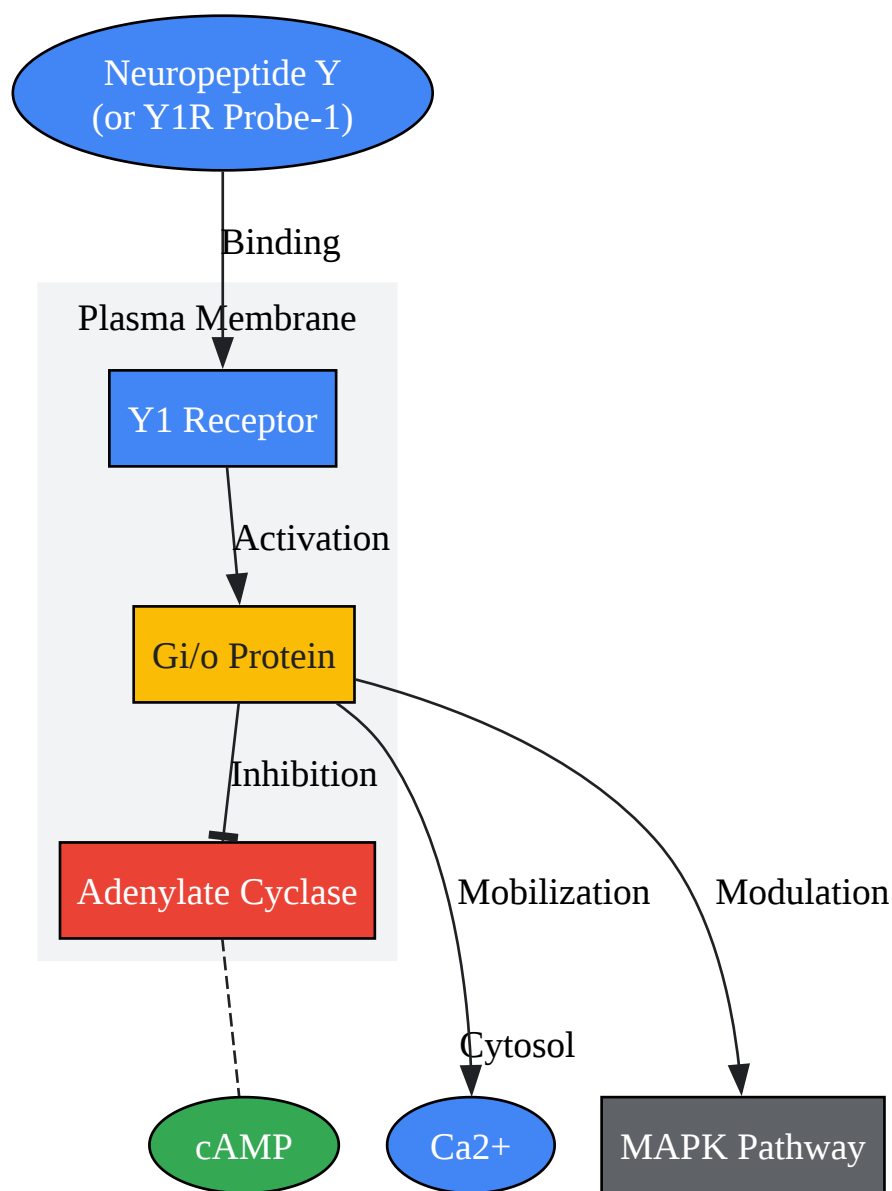 Neuropeptide Y
(or Y1R Probe-1)
Binding
Plasma Membrane
Y1 Receptor
Activation
Gi/o Protein
Inhibition
Adenylate Cyclase
Mobilization
Modulation
Cytosol
cAMP
Ca2+
MAPK Pathway